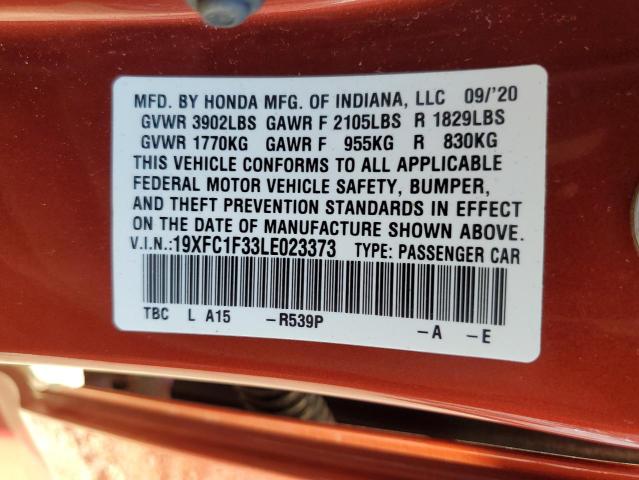 MFD. BY HONDA MFG. OF INDIANA, LLC 09/'20
GVWR 3902LBS GAWR F 2105LBS R 1829LBS
GVWR 1770KG GAWR F 955KG R 830KG
THIS VEHICLE CONFORMS TO ALL APPLICABLE
FEDERAL MOTOR VEHICLE SAFETY, BUMPER,
AND THEFT PREVENTION STANDARDS IN EFFECT
ON THE DATE OF MANUFACTURE SHOWN ABOVE.
V.I.N.:19XFC1F33LE023373 TYPE: PASSENGER CAR
TBC L A15 -R539P -A -E